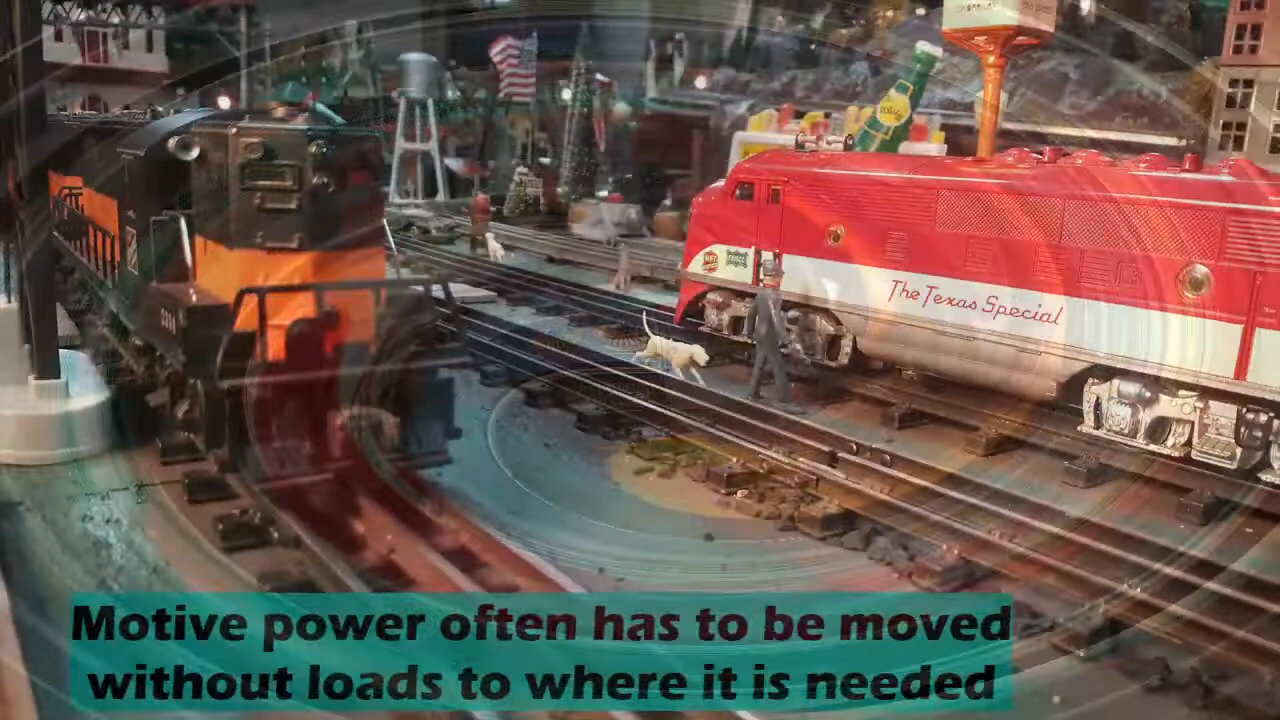 The Texas Special
Motive power often has to be moved
without loads to where it is needed